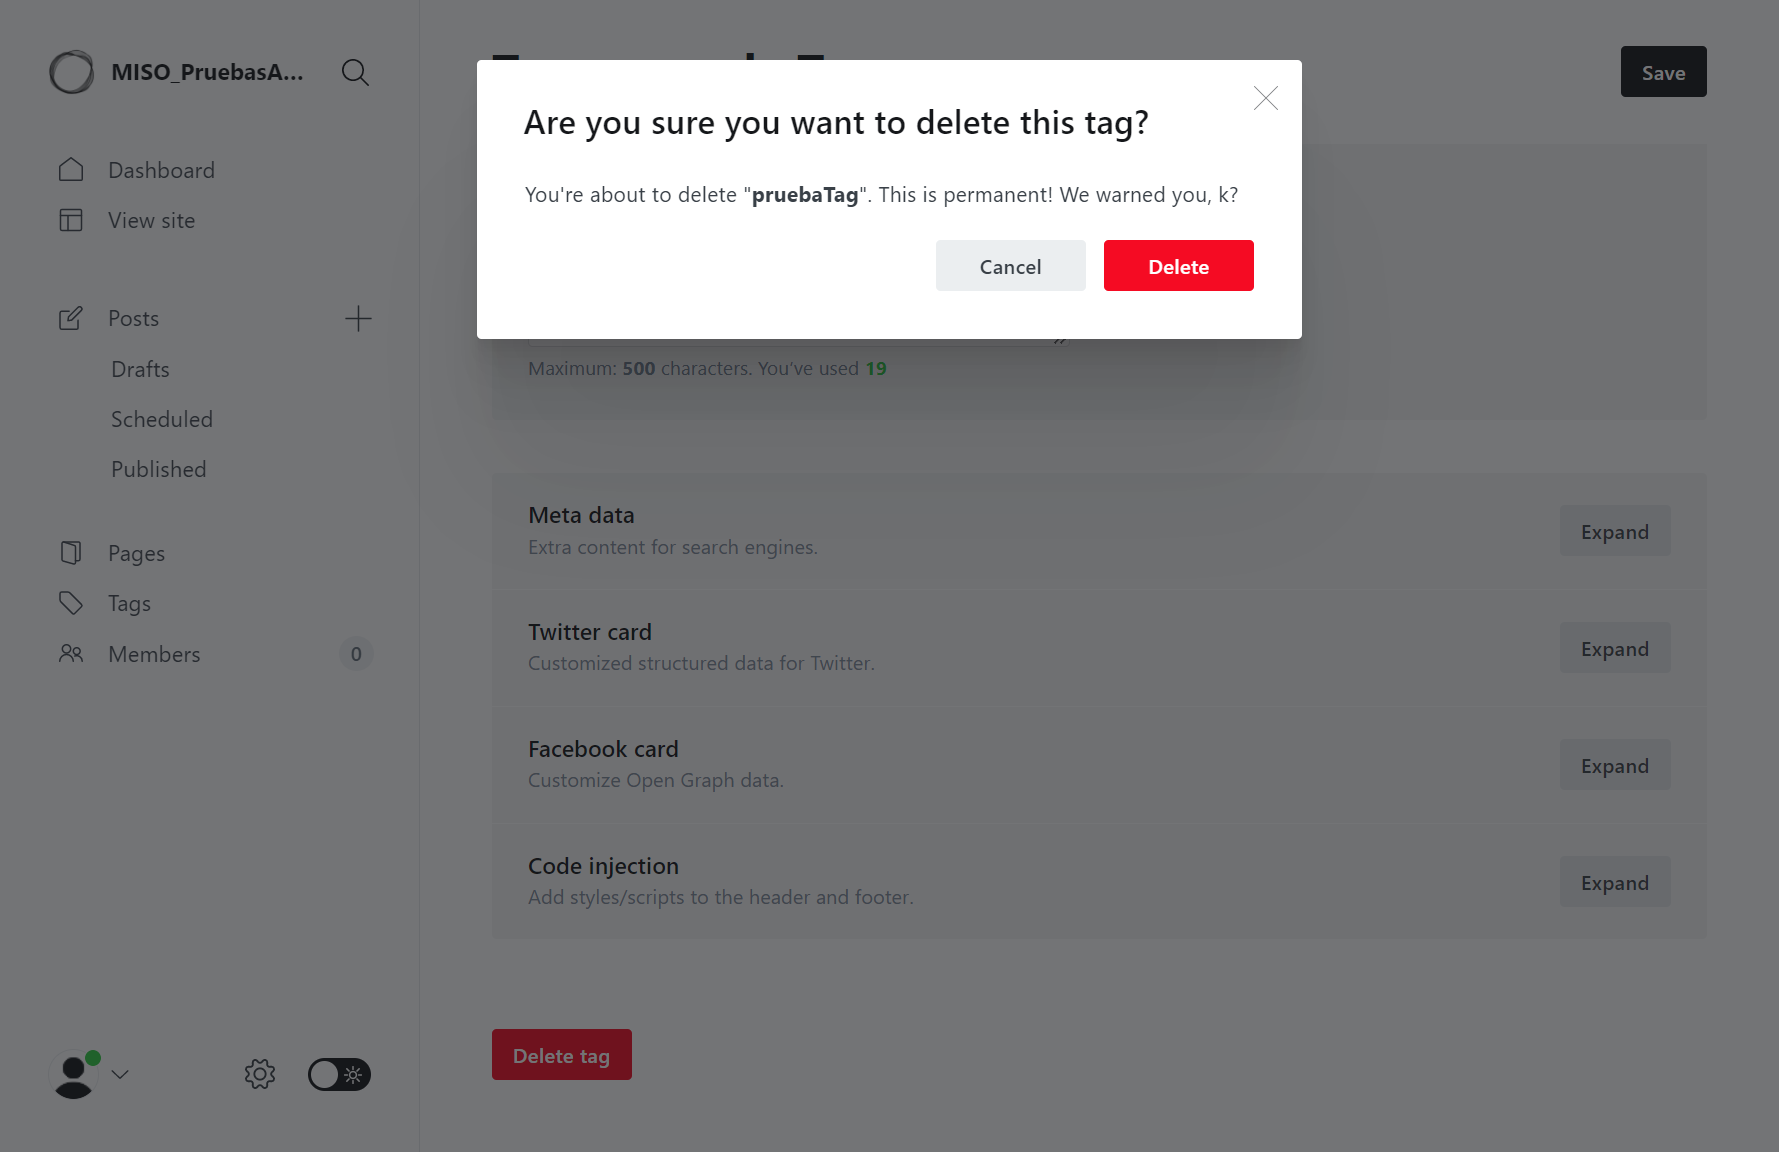 MISO_PruebasA...
Dashboard
View site
Posts
Drafts
Scheduled
Published
Pages
Tags
Members
0
Save
Are you sure you want to delete this tag?
You're about to delete "pruebaTag". This is permanent! We warned you, k?
Cancel
Delete
Maximum: 500 characters. You've used 19
Meta data
Extra content for search engines.
Expand
Twitter card
Customized structured data for Twitter.
Expand
Facebook card
Customize Open Graph data.
Expand
Code injection
Add styles/scripts to the header and footer.
Expand
Delete tag